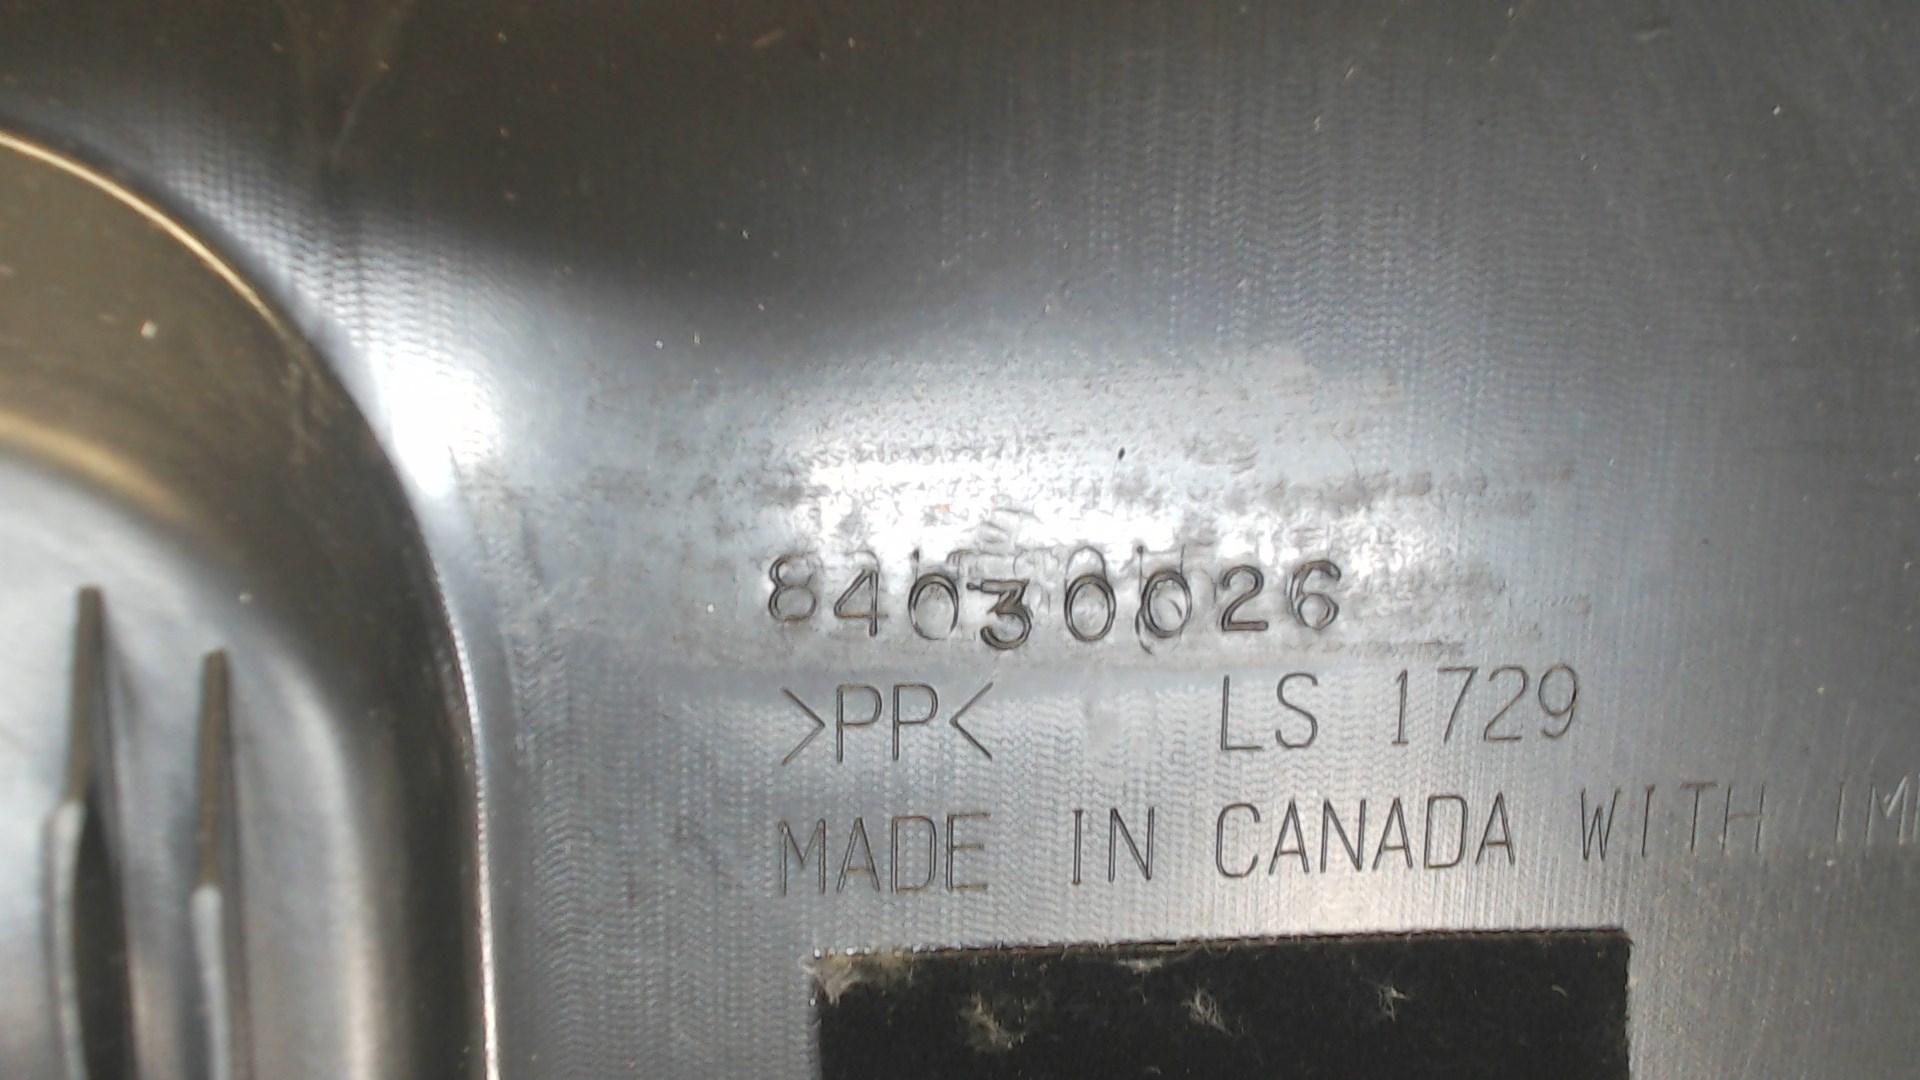 84030026
>PP< LS 1729
MADE IN CANADA WITH